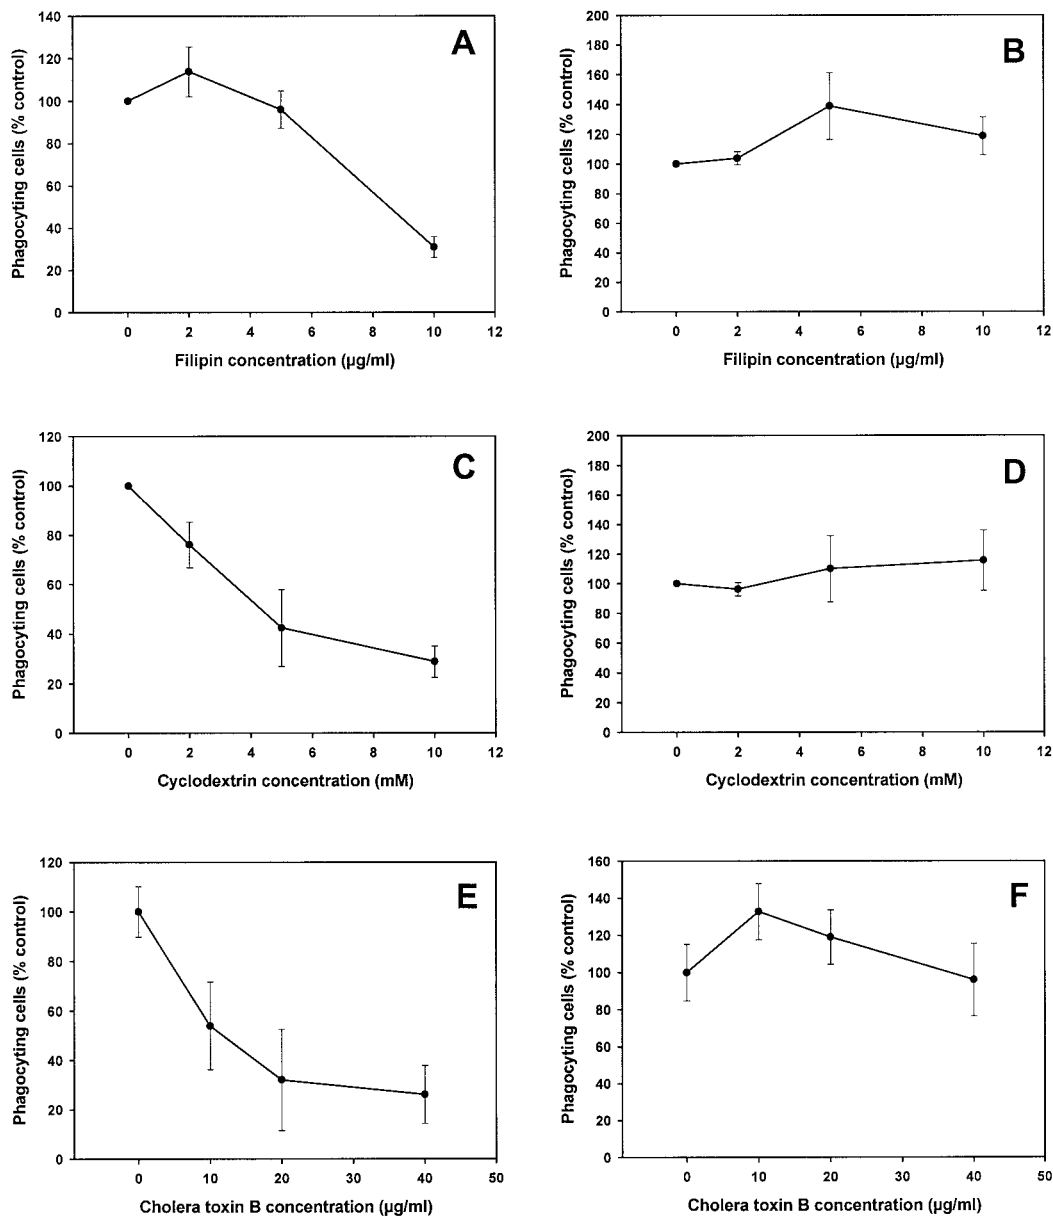 A
Phagocyting cells (% control)
140
120
100
80
60
40
20
0
0 2 4 6 8 10 12
Filipin concentration (µg/ml)
B
Phagocyting cells (% control)
200
180
160
140
120
100
80
60
40
20
0
0 2 4 6 8 10 12
Filipin concentration (µg/ml)
C
Phagocyting cells (% control)
120
100
80
60
40
20
0
0 2 4 6 8 10 12
Cyclodextrin concentration (mM)
D
Phagocyting cells (% control)
200
180
160
140
120
100
80
60
40
20
0
0 2 4 6 8 10 12
Cyclodextrin concentration (mM)
E
Phagocyting cells (% control)
120
100
80
60
40
20
0
0 10 20 30 40 50
Cholera toxin B concentration (µg/ml)
F
Phagocyting cells (% control)
160
140
120
100
80
60
40
20
0
0 10 20 30 40 50
Cholera toxin B concentration (µg/ml)